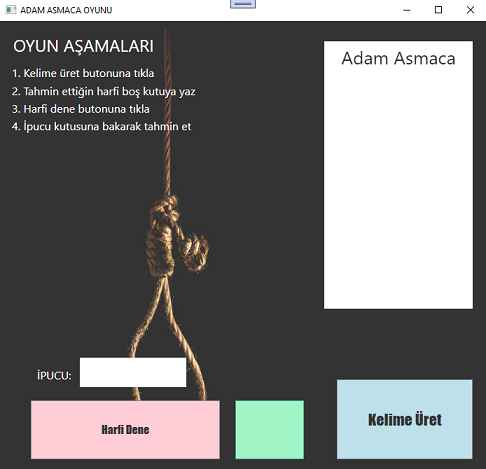 ADAM ASMACA OYUNU
OYUN AŞAMALARI
1. Kelime üret butonuna tıkla
2. Tahmin ettiğin harfi boş kutuya yaz
3. Harfi dene butonuna tıkla
4. İpucu kutusuna bakarak tahmin et
Adam Asmaca
İPUCU:
Harfi Dene
Kelime Üret